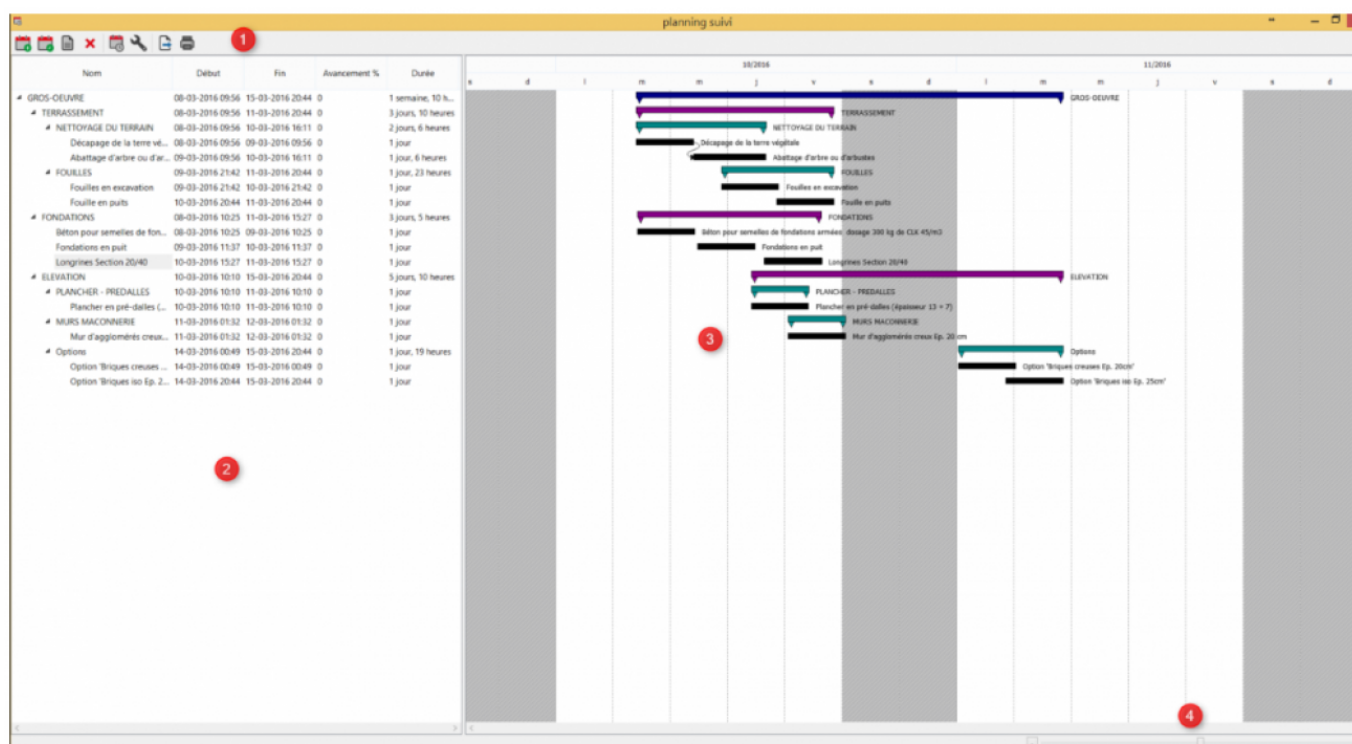 planning suivi
1
Nom Début Fin Avancement % Durée
10/2016 11/2016
s d l m m j v s d l m m j v s d
GROS-OEUVRE 08-03-2016 09:56 15-03-2016 20:44 0 1 semaine, 10 h... GROS-OEUVRE
TERRASSEMENT 08-03-2016 09:56 11-03-2016 20:44 0 3 jours, 10 heures TERRASSEMENT
NETTOYAGE DU TERRAIN 08-03-2016 09:56 10-03-2016 16:11 0 2 jours, 6 heures NETTOYAGE DU TERRAIN
Décapage de la terre vé... 08-03-2016 09:56 09-03-2016 09:56 0 1 jour Décapage de la terre végétale
Abattage d'arbre ou d'ar... 09-03-2016 09:56 10-03-2016 16:11 0 1 jour, 6 heures Abattage d'arbre ou d'arbustes
FOUILLES 09-03-2016 21:42 11-03-2016 20:44 0 1 jour, 23 heures FOUILLES
Fouilles en excavation 09-03-2016 21:42 10-03-2016 21:42 0 1 jour Fouilles en excavation
Fouille en puits 10-03-2016 20:44 11-03-2016 20:44 0 1 jour Fouille en puits
FONDATIONS 08-03-2016 10:25 11-03-2016 15:27 0 3 jours, 5 heures FONDATIONS
Béton pour semelles de fon... 08-03-2016 10:25 09-03-2016 10:25 0 1 jour Béton pour semelles de fondations armées, dosage 300 kg de CLK 45/m3
Fondations en puit 09-03-2016 11:37 10-03-2016 11:37 0 1 jour Fondations en puit
Longrines Section 20/40 10-03-2016 15:27 11-03-2016 15:27 0 1 jour Longrines Section 20/40
ELEVATION 10-03-2016 10:10 15-03-2016 20:44 0 5 jours, 10 heures ELEVATION
PLANCHER - PREDALLES 10-03-2016 10:10 11-03-2016 10:10 0 1 jour PLANCHER - PREDALLES
Plancher en pré-dalles (... 10-03-2016 10:10 11-03-2016 10:10 0 1 jour Plancher en pré-dalles (épaisseur 13 + 7)
MURS MACONNERIE 11-03-2016 01:32 12-03-2016 01:32 0 1 jour MURS MACONNERIE
Mur d'agglomérés creux... 11-03-2016 01:32 12-03-2016 01:32 0 1 jour Mur d'agglomérés creux Ep. 20 cm
3
Options 14-03-2016 00:49 15-03-2016 20:44 0 1 jour, 19 heures Options
Option 'Briques creuses ... 14-03-2016 00:49 15-03-2016 00:49 0 1 jour Option 'Briques creuses Ep. 20cm'
Option 'Briques iso Ep. 2... 14-03-2016 20:44 15-03-2016 20:44 0 1 jour Option 'Briques iso Ep. 25cm'
2
4